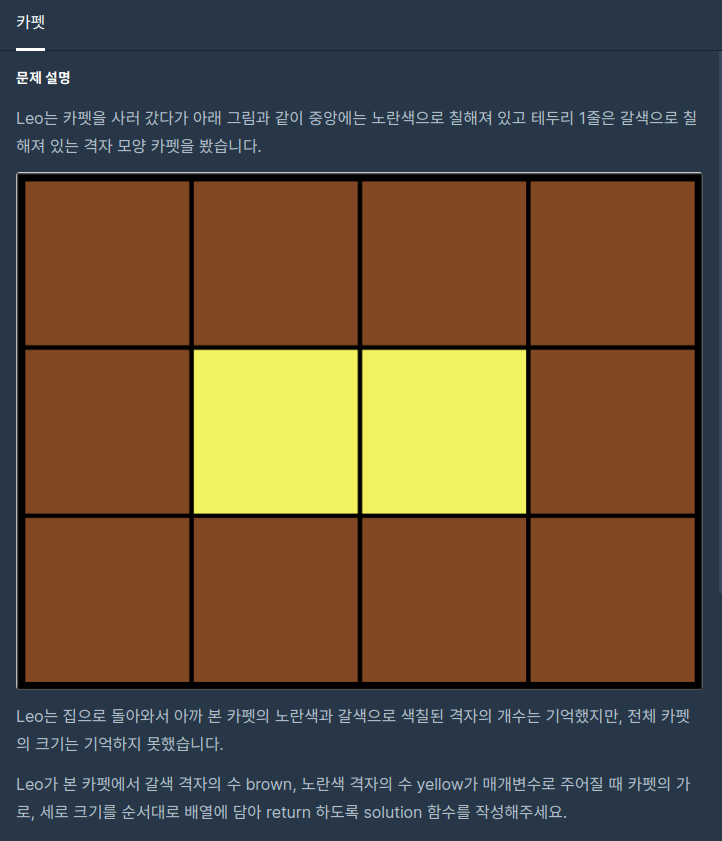 카펫
문제 설명
Leo는 카펫을 사러 갔다가 아래 그림과 같이 중앙에는 노란색으로 칠해져 있고 테두리 1줄은 갈색으로 칠
해져 있는 격자 모양 카펫을 봤습니다.
Leo는 집으로 돌아와서 아까 본 카펫의 노란색과 갈색으로 색칠된 격자의 개수는 기억했지만, 전체 카펫
의 크기는 기억하지 못했습니다.
Leo가 본 카펫에서 갈색 격자의 수 brown, 노란색 격자의 수 yellow가 매개변수로 주어질 때 카펫의 가
로, 세로 크기를 순서대로 배열에 담아 return 하도록 solution 함수를 작성해주세요.